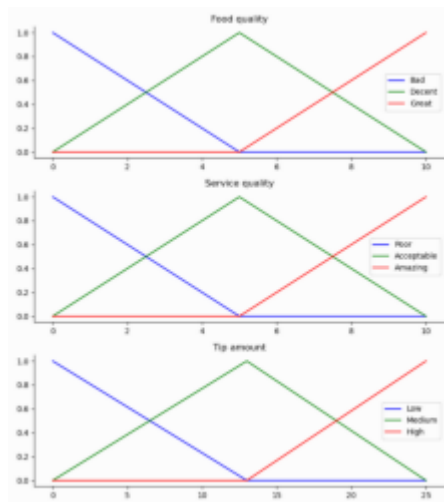 Food quality
1.0
0.8
0.6
0.4
0.2
0.0
Bad
Decent
Great
0 2 4 6 8 10
Service quality
1.0
0.8
0.6
0.4
0.2
0.0
Poor
Acceptable
Amazing
0 2 4 6 8 10
Tip amount
1.0
0.8
0.6
0.4
0.2
0.0
Low
Medium
High
0 5 10 15 20 25